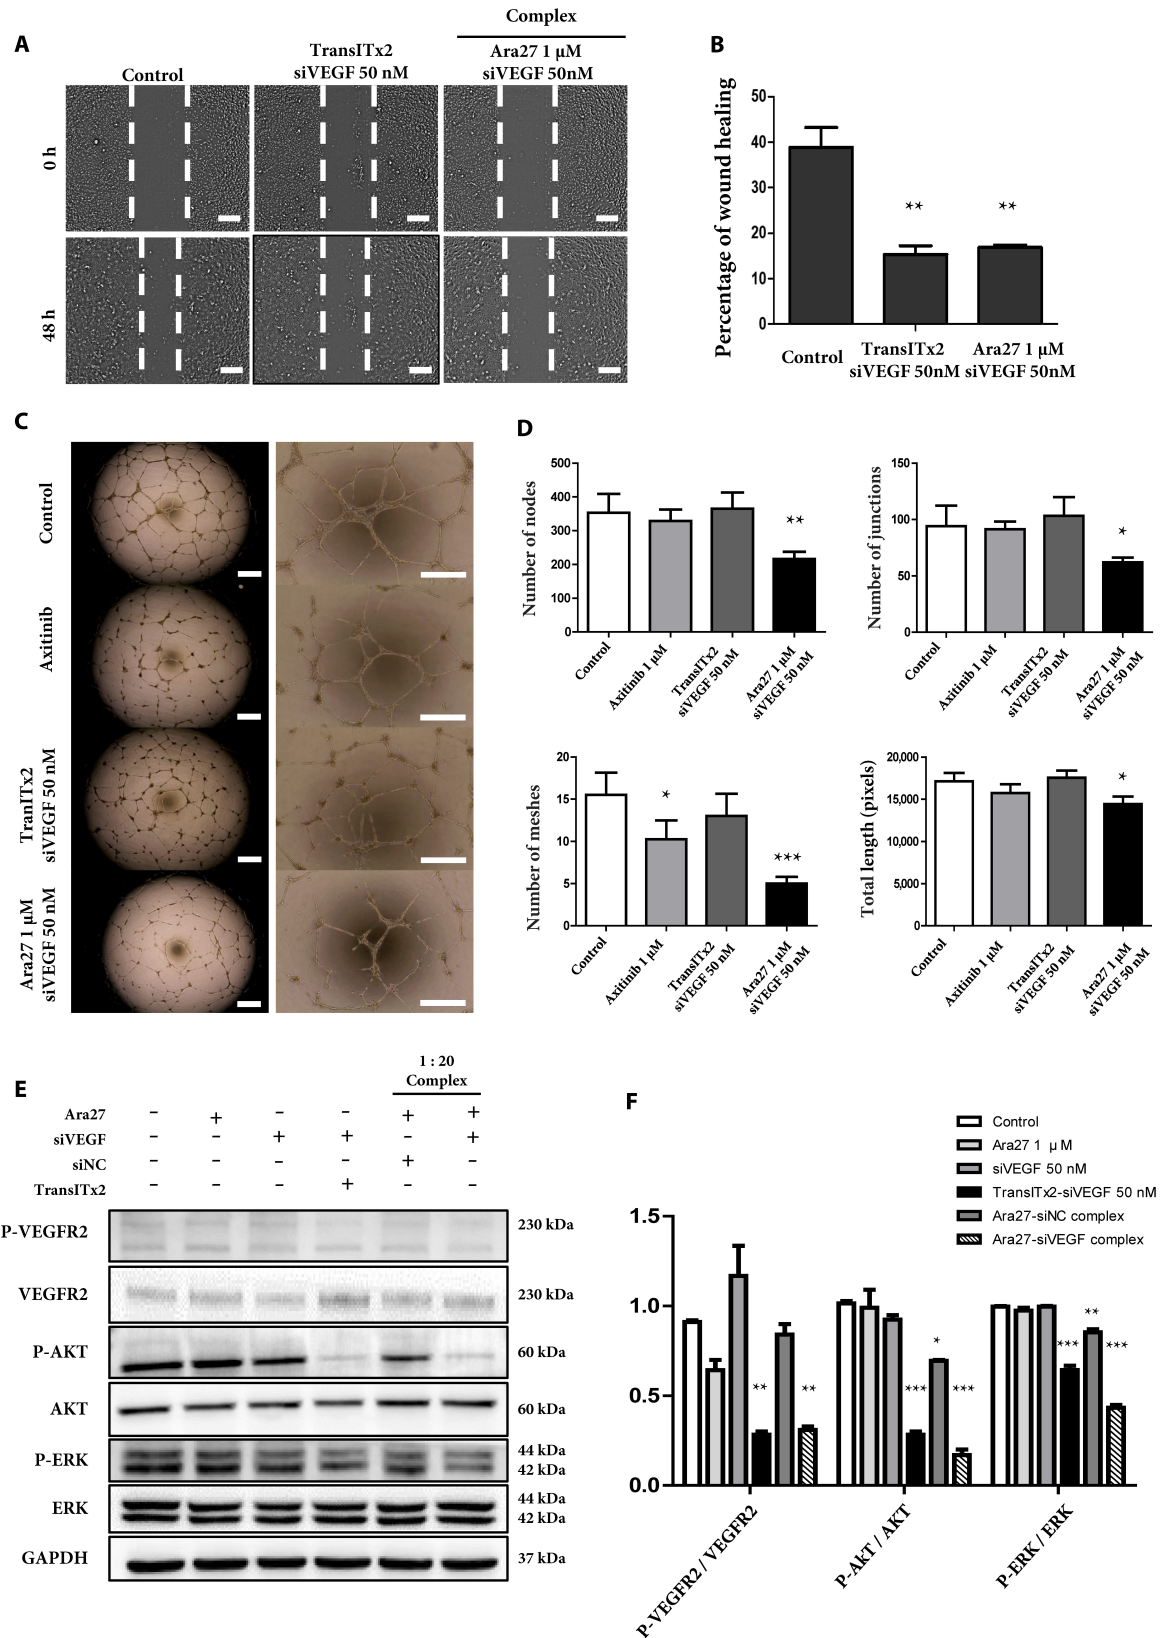 A
Control
TransITx2
siVEGF 50 nM
Complex
Ara27 1 µM
siVEGF 50nM
0 h
48 h
B
Percentage of wound healing
50
40
30
20
10
0
**
**
Control
TransITx2
siVEGF 50nM
Ara27 1 µM
siVEGF 50nM
C
Control
Axitinib
TranITx2
siVEGF 50 nM
Ara27 1 µM
siVEGF 50 nM
D
Number of nodes
500
400
300
200
100
0
**
Control
Axitinib 1 µM
TransITx2
siVEGF 50 nM
Ara27 1 µM
siVEGF 50 nM
Number of junctions
150
100
50
0
*
Control
Axitinib 1 µM
TransITx2
siVEGF 50 nM
Ara27 1 µM
siVEGF 50 nM
Number of meshes
20
15
10
5
0
*
***
Control
Axitinib 1 µM
TransITx2
siVEGF 50 nM
Ara27 1 µM
siVEGF 50 nM
Total length (pixels)
20,000
15,000
10,000
5,000
0
*
Control
Axitinib 1 µM
TransITx2
siVEGF 50 nM
Ara27 1 µM
siVEGF 50 nM
E
1 : 20
Complex
Ara27 – + – – + +
siVEGF – – + + – +
siNC – – – – + –
TransITx2 – – – + – –
P-VEGFR2 230 kDa
VEGFR2 230 kDa
P-AKT 60 kDa
AKT 60 kDa
P-ERK 44 kDa
42 kDa
ERK 44 kDa
42 kDa
GAPDH 37 kDa
F
Control
Ara27 1 µM
siVEGF 50 nM
TransITx2-siVEGF 50 nM
Ara27-siNC complex
Ara27-siVEGF complex
1.5
1.0
0.5
0.0
**
**
***
*
***
***
**
***
P-VEGFR2 / VEGFR2
P-AkT / AKT
P-ERK / ERK